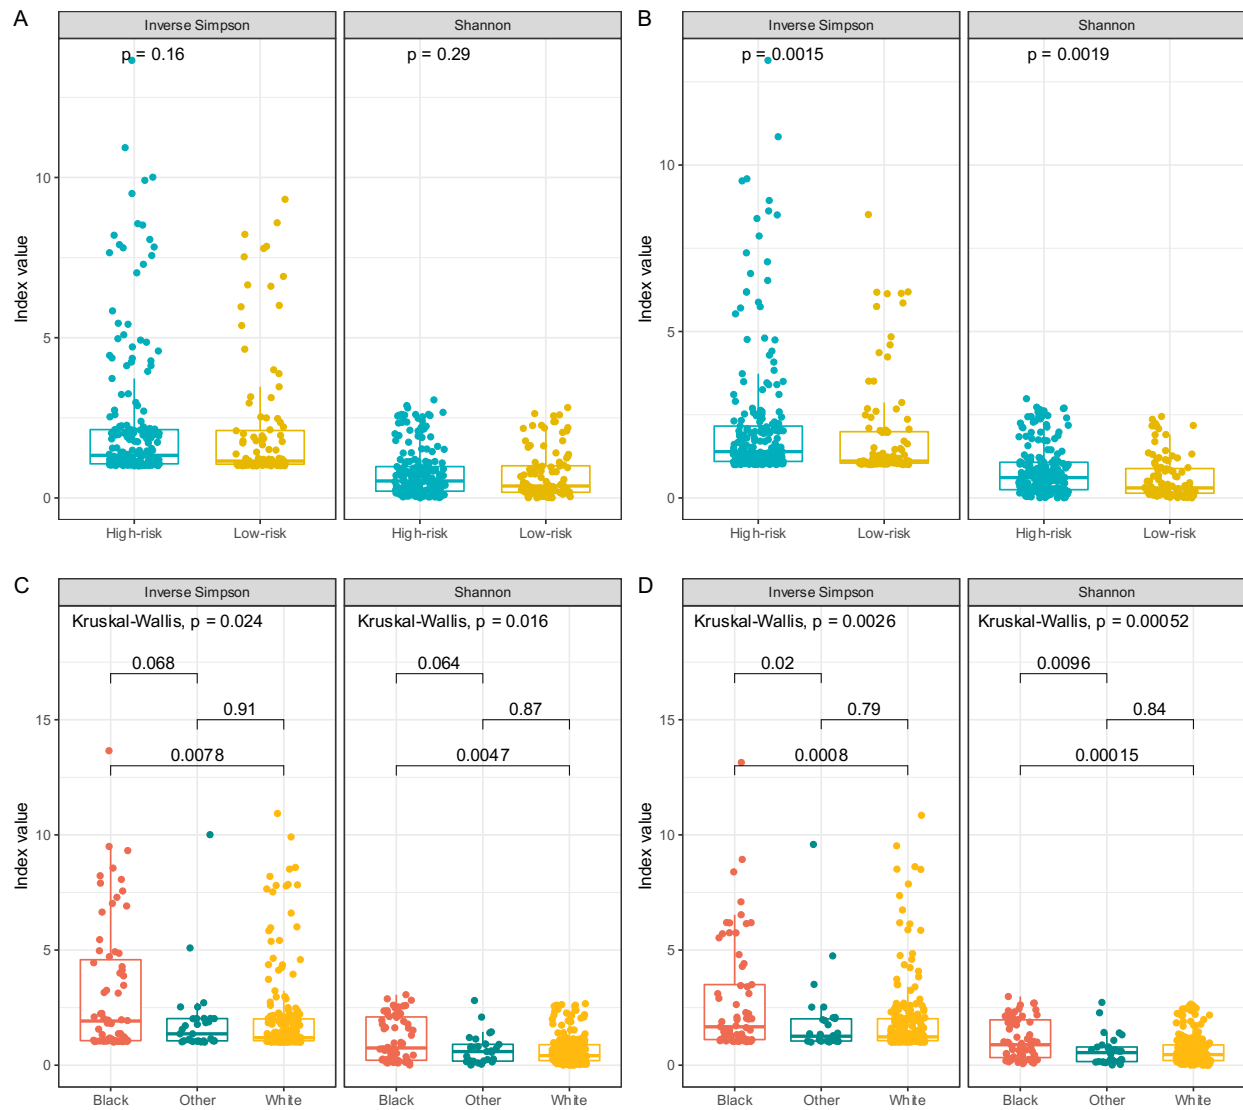 A
Inverse Simpson
Shannon
p = 0.16
p = 0.29
Index value
10
5
0
High-risk
Low-risk
High-risk
Low-risk
B
Inverse Simpson
Shannon
p = 0.0015
p = 0.0019
Index value
10
5
0
High-risk
Low-risk
High-risk
Low-risk
C
Inverse Simpson
Shannon
Kruskal-Wallis, p = 0.024
Kruskal-Wallis, p = 0.016
0.068
0.064
0.91
0.87
0.0078
0.0047
Index value
15
10
5
0
Black
Other
White
Black
Other
White
D
Inverse Simpson
Shannon
Kruskal-Wallis, p = 0.0026
Kruskal-Wallis, p = 0.00052
0.02
0.0096
0.79
0.84
0.0008
0.00015
Index value
15
10
5
0
Black
Other
White
Black
Other
White